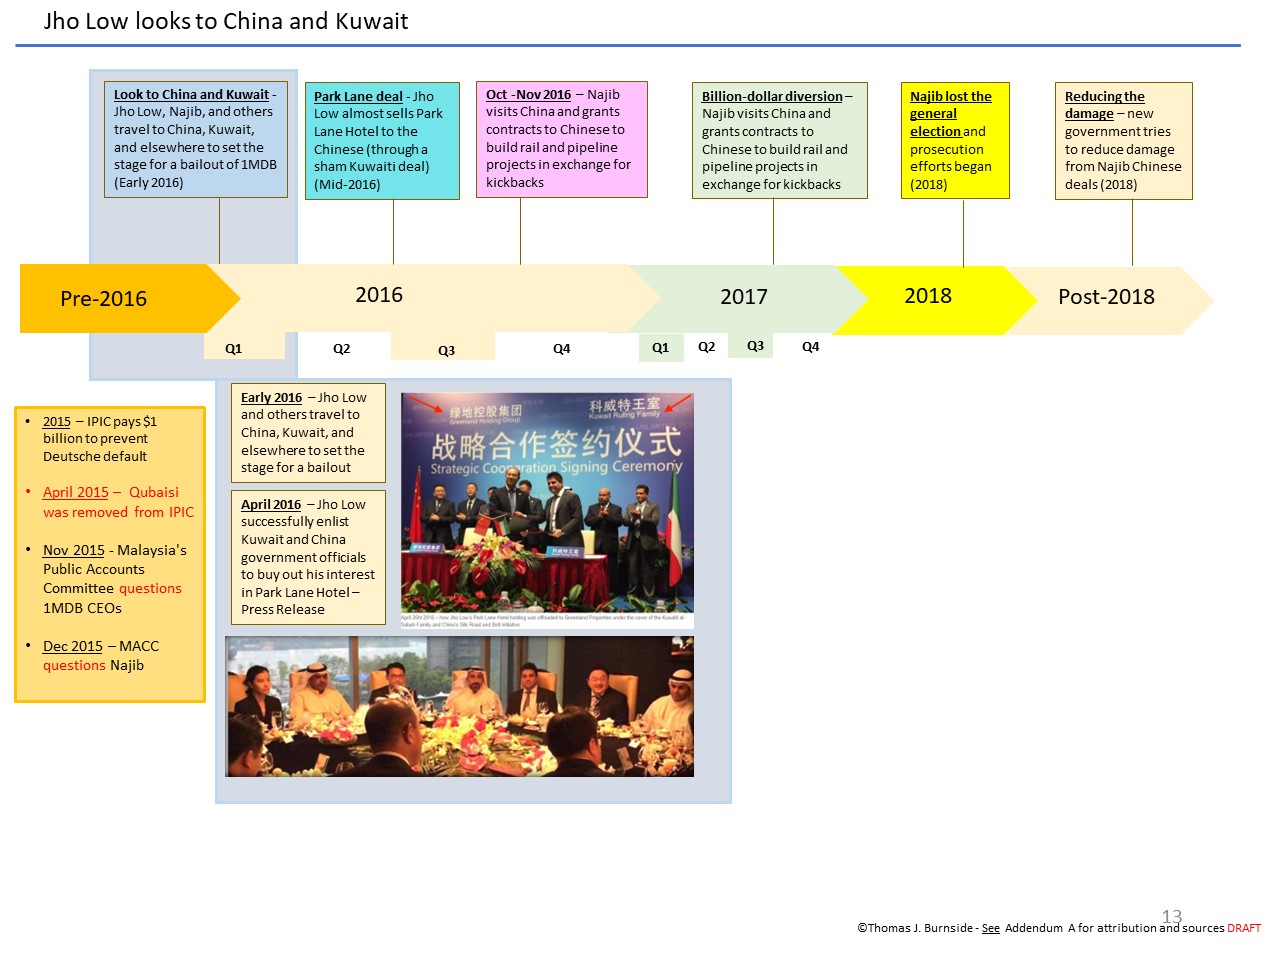 Jho Low looks to China and Kuwait
Look to China and Kuwait -
Jho Low, Najib, and others
travel to China, Kuwait,
and elsewhere to set the
stage for a bailout of 1MDB
(Early 2016)
Park Lane deal - Jho
Low almost sells Park
Lane Hotel to the
Chinese (through a
sham Kuwaiti deal)
(Mid-2016)
Oct -Nov 2016 – Najib
visits China and grants
contracts to Chinese to
build rail and pipeline
projects in exchange for
kickbacks
Billion-dollar diversion –
Najib visits China and
grants contracts to
Chinese to build rail and
pipeline projects in
exchange for kickbacks
Najib lost the
general
election and
prosecution
efforts began
(2018)
Reducing the
damage – new
government tries
to reduce damage
from Najib Chinese
deals (2018)
Pre-2016
2016
2017
2018
Post-2018
Q1
Q2
Q3
Q4
Q1
Q2
Q3
Q4
• 2015 – IPIC pays $1
billion to prevent
Deutsche default
• April 2015 – Qubaisi
was removed from IPIC
• Nov 2015 - Malaysia's
Public Accounts
Committee questions
1MDB CEOs
• Dec 2015 – MACC
questions Najib
Early 2016 – Jho Low
and others travel to
China, Kuwait, and
elsewhere to set the
stage for a bailout
April 2016 – Jho Low
successfully enlist
Kuwait and China
government officials
to buy out his interest
in Park Lane Hotel –
Press Release
绿地控股集团
Greenland Holding Group
科威特王室
Kuwait Ruling Family
战略合作签约仪式
Strategic Cooperation Signing Ceremony
绿地控股集团
科威特王室
April 26th 2016 - how Jho Low's Park Lane Hotel holding was offloaded to Greenland Properties under the cover of the Kuwaiti al-
Sabah Family and China's Silk Road and Belt initiative
13
©Thomas J. Burnside - See Addendum A for attribution and sources DRAFT